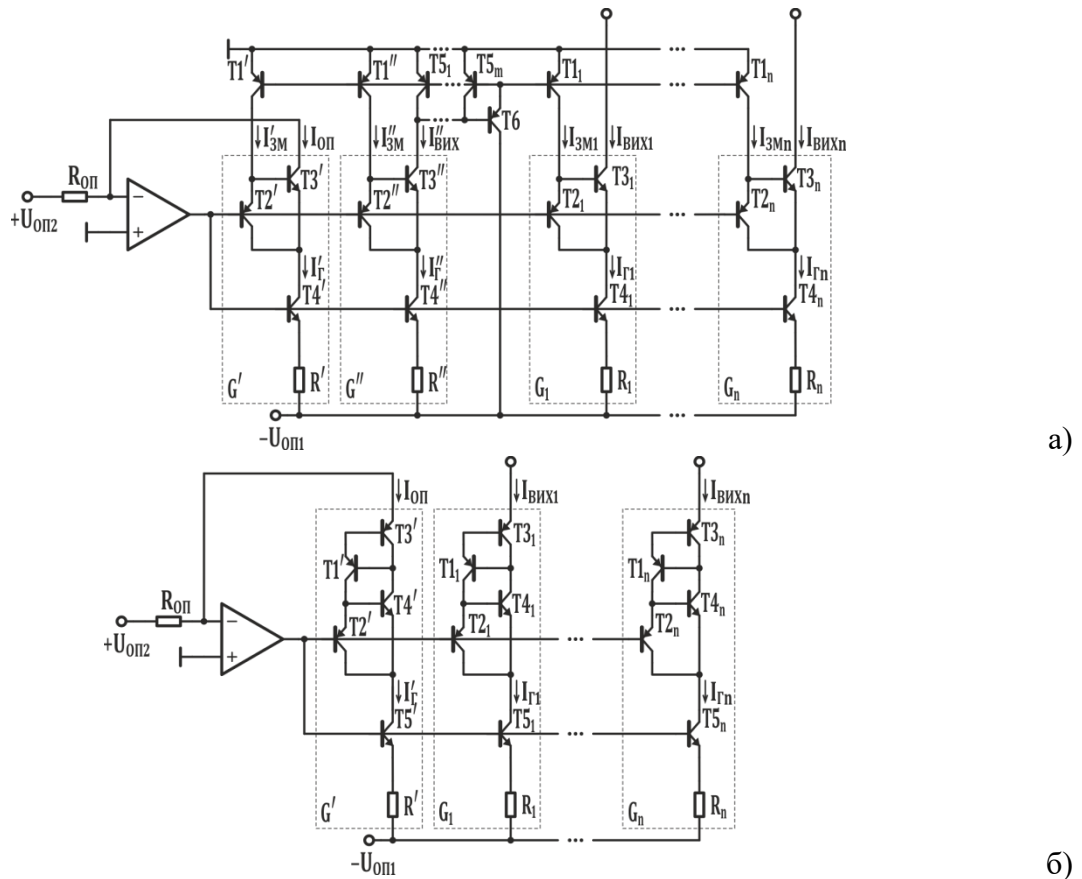 T1′ T1″ T5₁ T5ₘ T1₁ T1ₙ
T6
I′ЗМ IОП I″ЗМ I″ВИХ IЗМ1 IВИХ1 IЗМn IВИХn
RОП T3′ T3″ T3₁ T3ₙ
+UОП2 − T2′ T2″ T2₁ T2ₙ
+
I′Г I″Г IГ1 IГn
T4′ T4″ T4₁ T4ₙ
G′ R′ G″ R″ G₁ R₁ Gₙ Rₙ
−UОП1
а)
IОП IВИХ1 IВИХn
T3′ T3₁ T3ₙ
T1′ T1₁ T1ₙ
RОП T4′ T4₁ T4ₙ
+UОП2 − T2′ T2₁ T2ₙ
+
I′Г IГ1 IГn
T5′ T5₁ T5ₙ
G′ R′ G₁ R₁ Gₙ Rₙ
−UОП1
б)